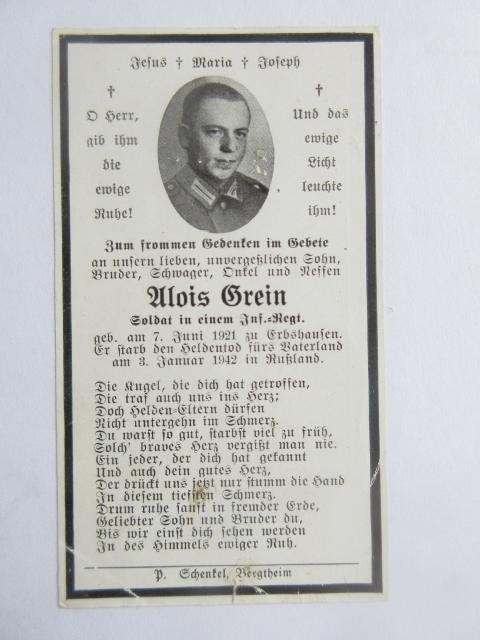 Jesus † Maria † Joseph
†
O Herr,
gib ihm
die
ewige
Ruhe!
†
Und das
ewige
Licht
leuchte
ihm!
Zum frommen Gedenken im Gebete
an unsern lieben, unvergeßlichen Sohn,
Bruder, Schwager, Onkel und Neffen
Alois Grein
Soldat in einem Inf.-Regt.
geb. am 7. Juni 1921 zu Erbshausen.
Er starb den Heldentod fürs Vaterland
am 3. Januar 1942 in Rußland.
Die Kugel, die dich hat getroffen,
Die traf auch uns ins Herz;
Doch Helden-Eltern dürfen
Nicht untergehn im Schmerz.
Du warst so gut, starbst viel zu früh,
Solch' braves Herz vergißt man nie.
Ein jeder, der dich hat gekannt
Und auch dein gutes Herz,
Der drückt uns jetzt nur stumm die Hand
In diesem tiefsten Schmerz.
Drum ruhe sanft in fremder Erde,
Geliebter Sohn und Bruder du,
Bis wir einst dich sehen werden
In des Himmels ewiger Ruh.
P. Schenkel, Bergtheim